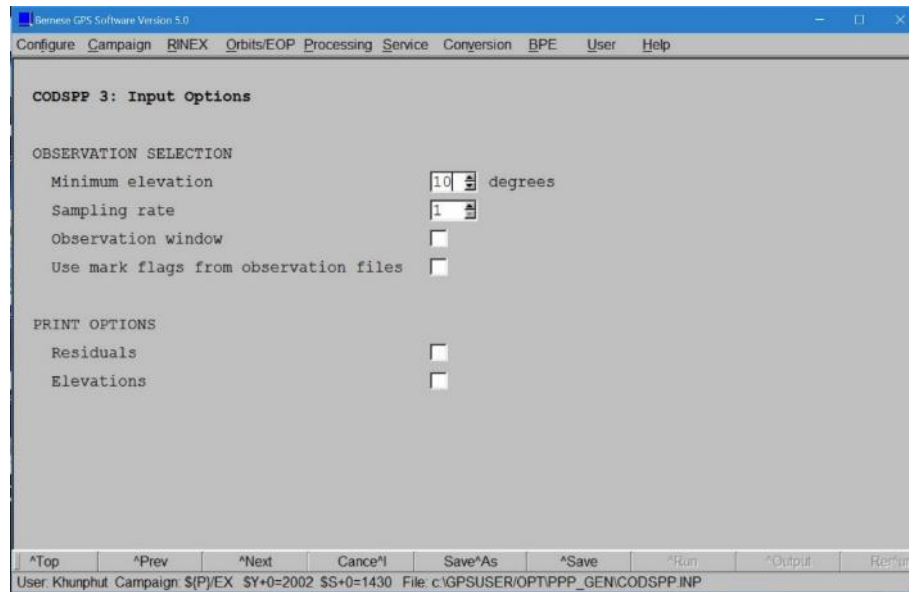 Bernese GPS Software Version 5.0
Configure Campaign RINEX Orbits/EOP Processing Service Conversion BPE User Help
CODSPP 3: Input Options
OBSERVATION SELECTION
Minimum elevation 10 degrees
Sampling rate 1
Observation window
Use mark flags from observation files
PRINT OPTIONS
Residuals
Elevations
^Top ^Prev ^Next Cance^l Save^As ^Save ^Run ^Output
User: Khunphut Campaign: ${P}/EX $Y+0=2002 $S+0=1430 File: c:\GPSUSER/OPT\PPP_GEN\CODSPP.INP